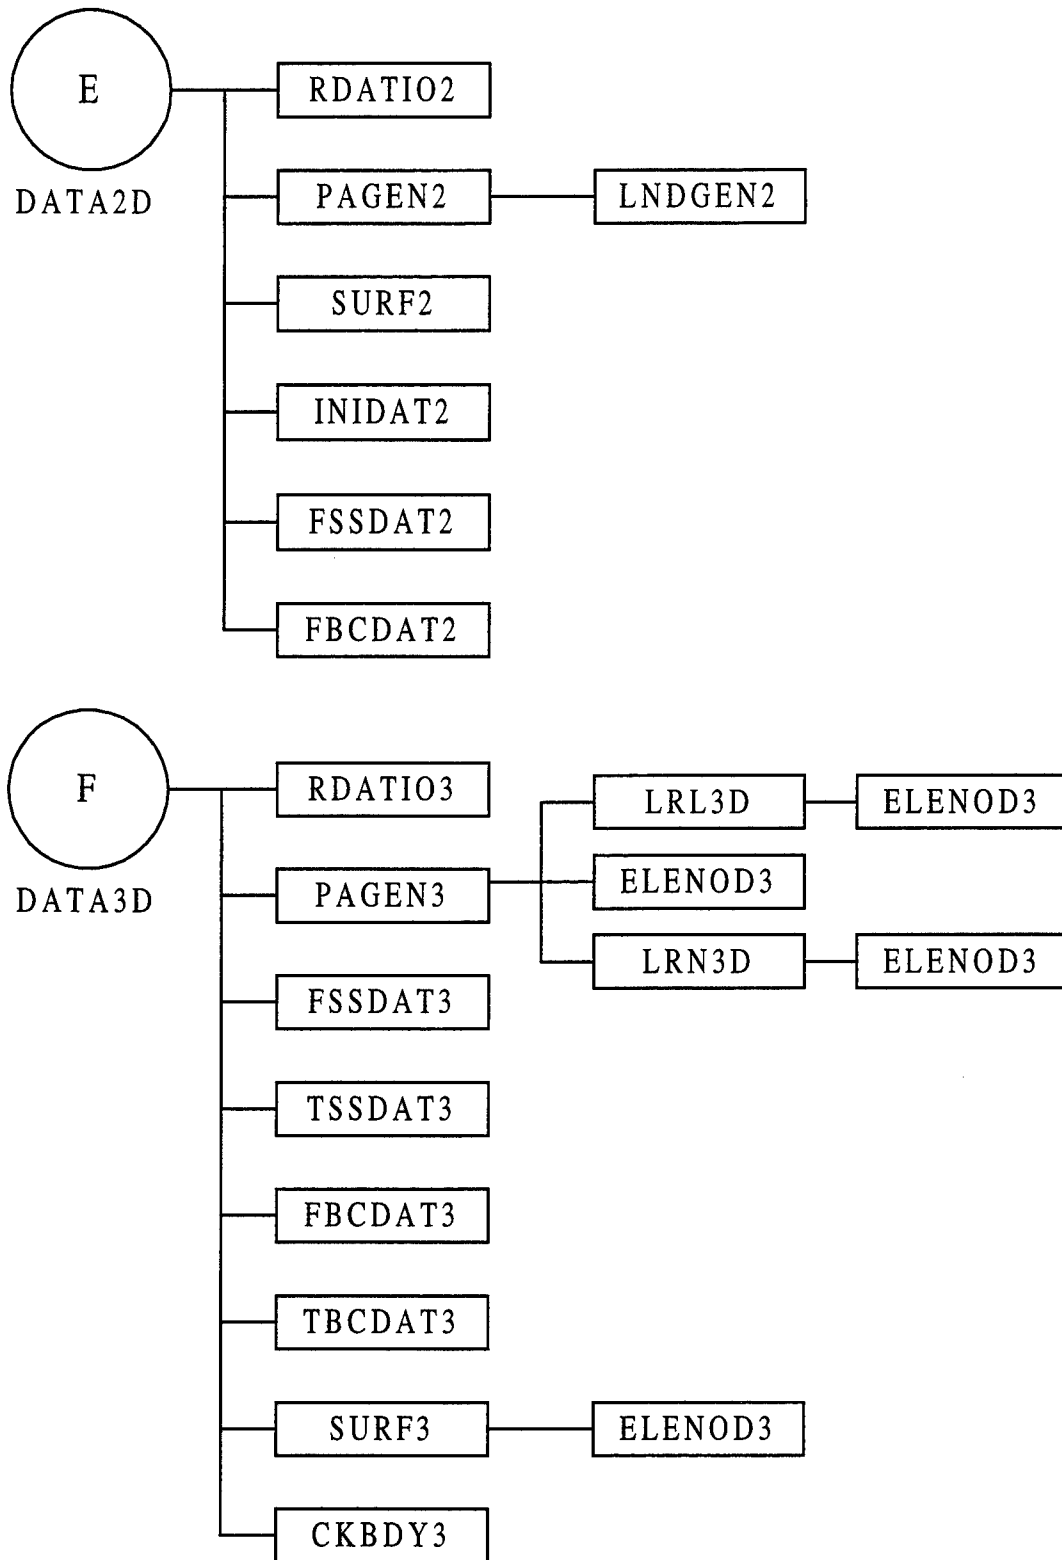 E
RDATIO2
DATA2D
PAGEN2
LNDGEN2
SURF2
INIDAT2
FSSDAT2
FBCDAT2
F
RDATIO3
LRL3D
ELENOD3
DATA3D
PAGEN3
ELENOD3
LRN3D
ELENOD3
FSSDAT3
TSSDAT3
FBCDAT3
TBCDAT3
SURF3
ELENOD3
CKBDY3